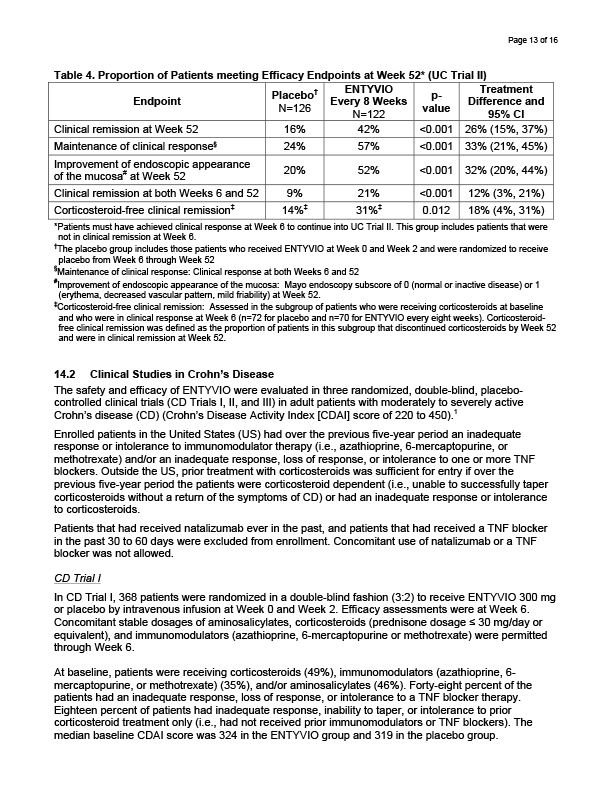 Page 13 of 16
Table 4. Proportion of Patients meeting Efficacy Endpoints at Week 52* (UC Trial II)
Endpoint
Placebo†
N=126
ENTYVIO
Every 8 Weeks
N=122
p-
value
Treatment
Difference and
95% CI
Clinical remission at Week 52 16% 42% <0.001 26% (15%, 37%)
Maintenance of clinical response§ 24% 57% <0.001 33% (21%, 45%)
Improvement of endoscopic appearance
of the mucosa# at Week 52 20% 52% <0.001 32% (20%, 44%)
Clinical remission at both Weeks 6 and 52 9% 21% <0.001 12% (3%, 21%)
Corticosteroid-free clinical remission‡ 14%‡ 31%‡ 0.012 18% (4%, 31%)
*Patients must have achieved clinical response at Week 6 to continue into UC Trial II. This group includes patients that were
not in clinical remission at Week 6.
†The placebo group includes those patients who received ENTYVIO at Week 0 and Week 2 and were randomized to receive
placebo from Week 6 through Week 52
§Maintenance of clinical response: Clinical response at both Weeks 6 and 52
#Improvement of endoscopic appearance of the mucosa: Mayo endoscopy subscore of 0 (normal or inactive disease) or 1
(erythema, decreased vascular pattern, mild friability) at Week 52.
‡Corticosteroid-free clinical remission: Assessed in the subgroup of patients who were receiving corticosteroids at baseline
and who were in clinical response at Week 6 (n=72 for placebo and n=70 for ENTYVIO every eight weeks). Corticosteroid-
free clinical remission was defined as the proportion of patients in this subgroup that discontinued corticosteroids by Week 52
and were in clinical remission at Week 52.
14.2 Clinical Studies in Crohn's Disease
The safety and efficacy of ENTYVIO were evaluated in three randomized, double-blind, placebo-
controlled clinical trials (CD Trials I, II, and III) in adult patients with moderately to severely active
Crohn's disease (CD) (Crohn's Disease Activity Index [CDAI] score of 220 to 450).1
Enrolled patients in the United States (US) had over the previous five-year period an inadequate
response or intolerance to immunomodulator therapy (i.e., azathioprine, 6-mercaptopurine, or
methotrexate) and/or an inadequate response, loss of response, or intolerance to one or more TNF
blockers. Outside the US, prior treatment with corticosteroids was sufficient for entry if over the
previous five-year period the patients were corticosteroid dependent (i.e., unable to successfully taper
corticosteroids without a return of the symptoms of CD) or had an inadequate response or intolerance
to corticosteroids.
Patients that had received natalizumab ever in the past, and patients that had received a TNF blocker
in the past 30 to 60 days were excluded from enrollment. Concomitant use of natalizumab or a TNF
blocker was not allowed.
CD Trial I
In CD Trial I, 368 patients were randomized in a double-blind fashion (3:2) to receive ENTYVIO 300 mg
or placebo by intravenous infusion at Week 0 and Week 2. Efficacy assessments were at Week 6.
Concomitant stable dosages of aminosalicylates, corticosteroids (prednisone dosage ≤ 30 mg/day or
equivalent), and immunomodulators (azathioprine, 6-mercaptopurine or methotrexate) were permitted
through Week 6.
At baseline, patients were receiving corticosteroids (49%), immunomodulators (azathioprine, 6-
mercaptopurine, or methotrexate) (35%), and/or aminosalicylates (46%). Forty-eight percent of the
patients had an inadequate response, loss of response, or intolerance to a TNF blocker therapy.
Eighteen percent of patients had inadequate response, inability to taper, or intolerance to prior
corticosteroid treatment only (i.e., had not received prior immunomodulators or TNF blockers). The
median baseline CDAI score was 324 in the ENTYVIO group and 319 in the placebo group.